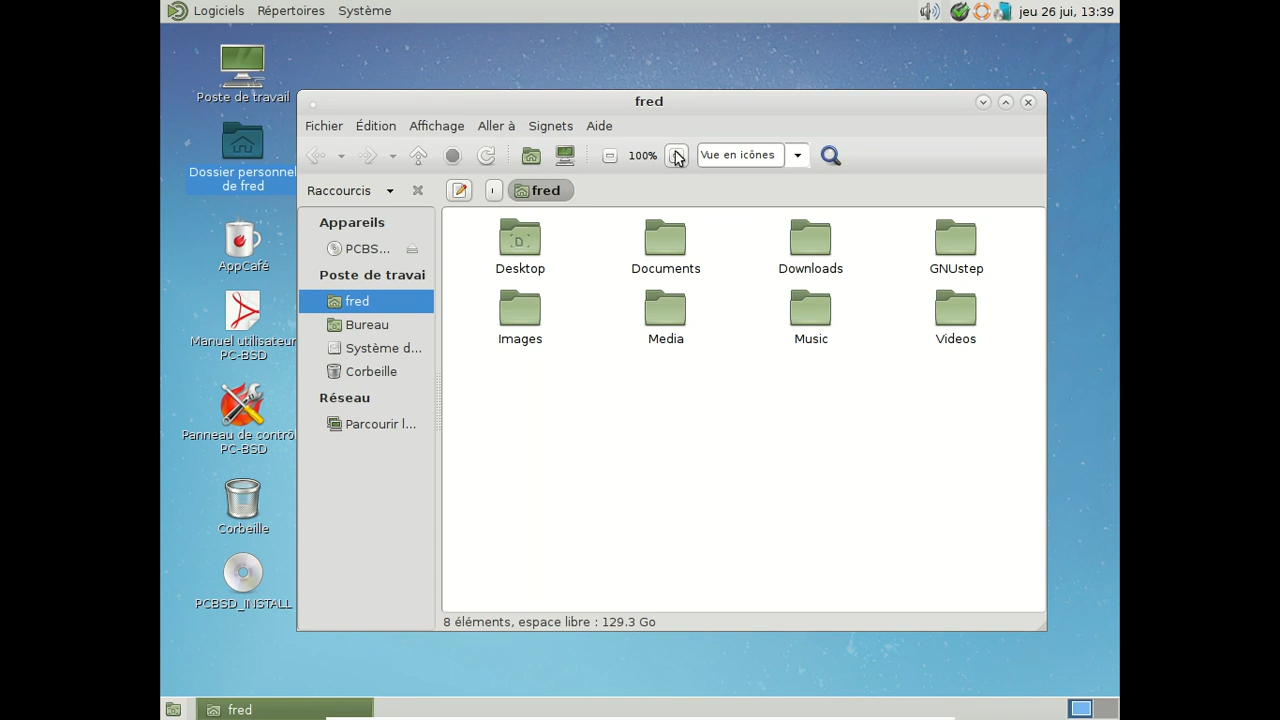 Logiciels Répertoires Système
jeu 26 jui, 13:39
Poste de travail
Dossier personnel
de fred
AppCafé
Manuel utilisateur
PC-BSD
Panneau de contrô
PC-BSD
Corbeille
PCBSD_INSTALL
fred
Fichier Édition Affichage Aller à Signets Aide
100% Vue en icônes
Raccourcis
fred
Appareils
PCBS...
Poste de travai
fred
Bureau
Système d...
Corbeille
Réseau
Parcourir l...
Desktop Documents Downloads GNUstep
Images Media Music Videos
8 éléments, espace libre : 129.3 Go
fred